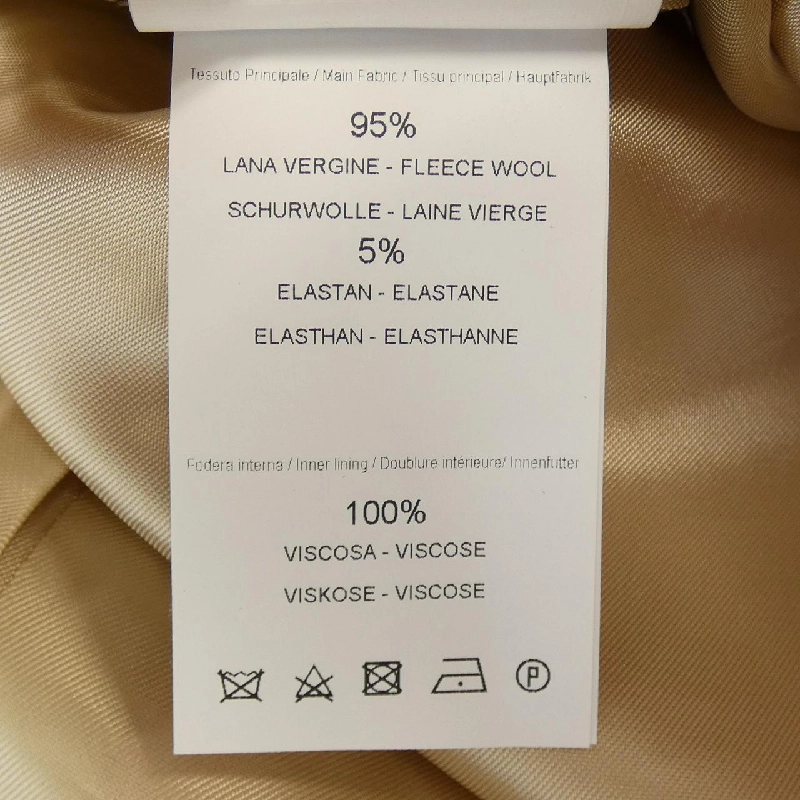 Tessuto Principale / Main Fabric / Tissu principal / Hauptfabrik
95%
LANA VERGINE - FLEECE WOOL
SCHURWOLLE - LAINE VIERGE
5%
ELASTAN - ELASTANE
ELASTHAN - ELASTHANNE
Fodera interna / Inner lining / Doublure intérieure/ Innenfutter
100%
VISCOSA - VISCOSE
VISKOSE - VISCOSE
P